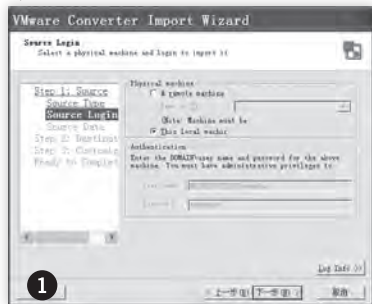 VMware Converter Import Wizard
Source Login
Select a physical machine and login to import it
Step 1: Source
Source Type
Source Login
Source Data
Step 2: Destinat
Step 3: Customiz
Ready to Complet
Physical machine
A remote machine
(Note: Machine must be
This local machin
Authentication
Enter the DOMAIN\user name and password for the above
machine. You must have administrative privileges to
Log Info >>
1
< 上一步(B)
下一步(N) >
取消